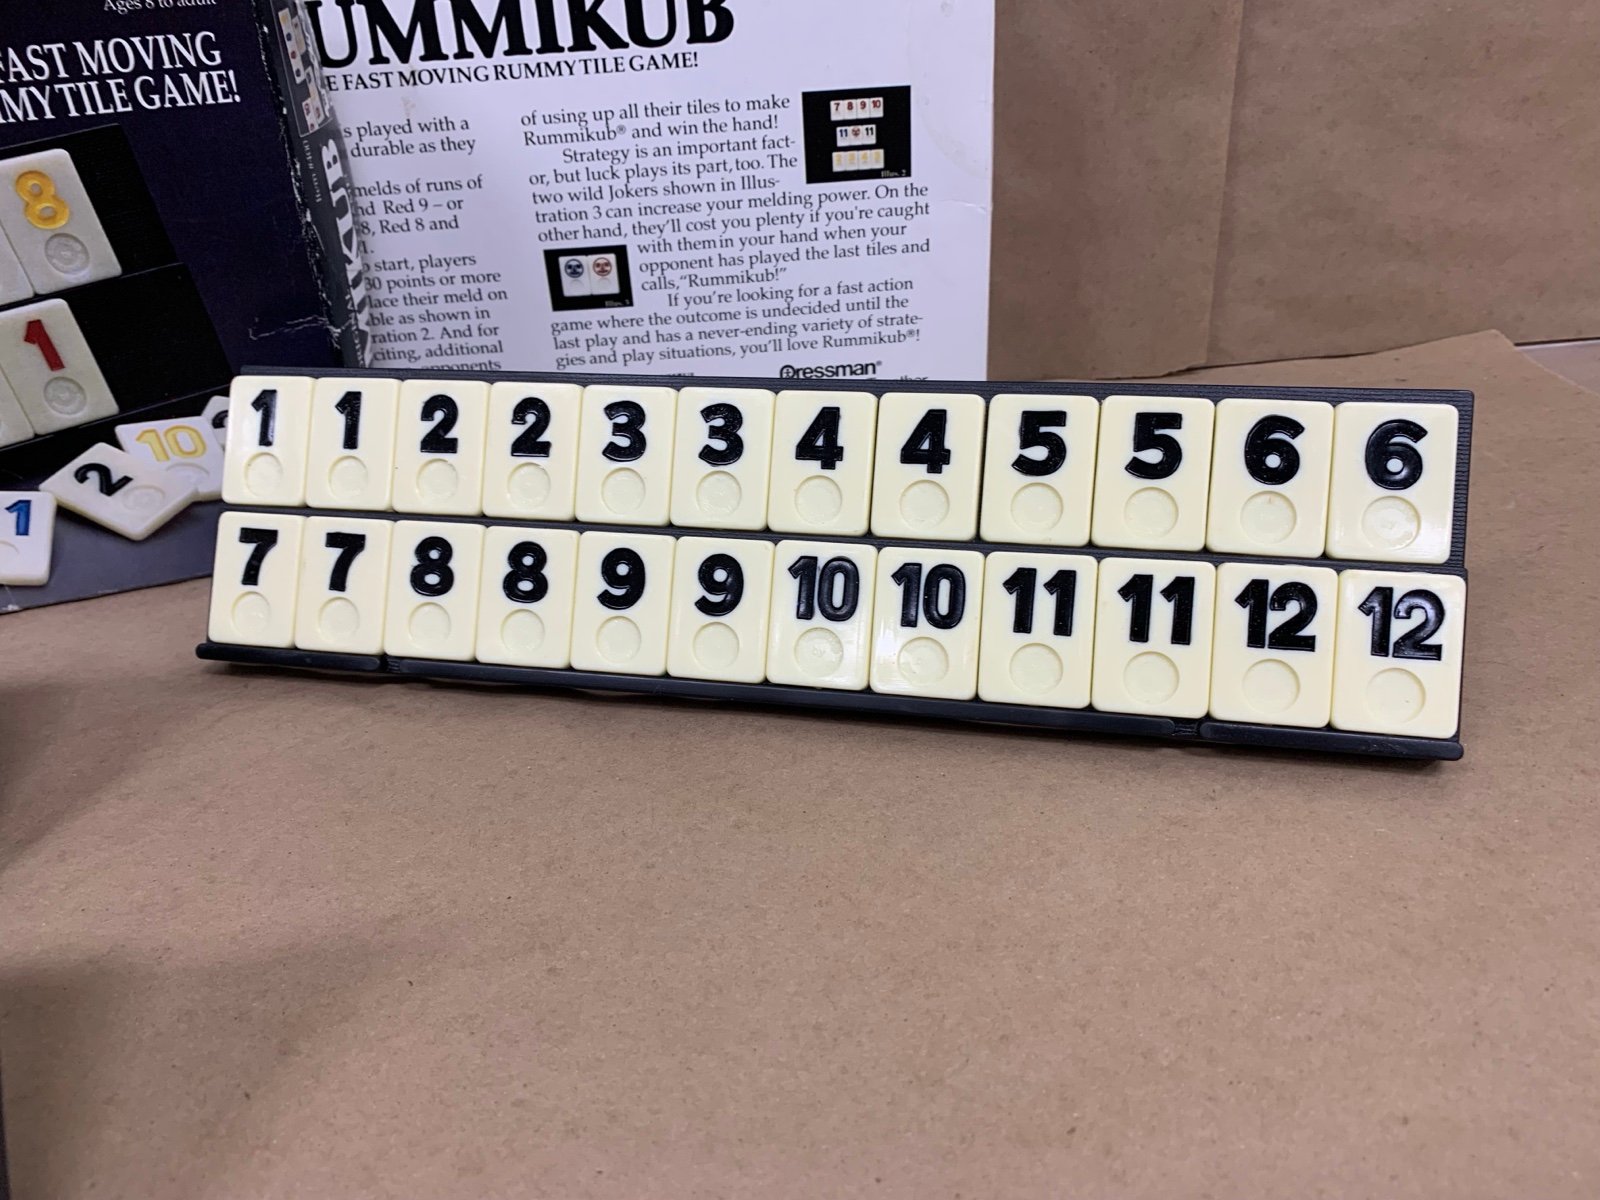 Ages 8 to adult
FAST MOVING
MY TILE GAME!
8
1
10
2
1
UMMIKUB
E FAST MOVING RUMMY TILE GAME!
s played with a
durable as they
melds of runs of
nd Red 9 – or
8, Red 8 and
1.
start, players
30 points or more
lace their meld on
ble as shown in
ration 2. And for
citing, additional
of using up all their tiles to make
Rummikub® and win the hand!
Strategy is an important fact-
or, but luck plays its part, too. The
two wild Jokers shown in Illus-
tration 3 can increase your melding power. On the
other hand, they'll cost you plenty if you're caught
with them in your hand when your
opponent has played the last tiles and
calls, "Rummikub!"
If you're looking for a fast action
game where the outcome is undecided until the
last play and has a never-ending variety of strate-
gies and play situations, you'll love Rummikub®!
7 8 9 10
11 11
Illus. 2
Illus. 3
Pressman®
1 1 2 2 3 3 4 4 5 5 6 6
7 7 8 8 9 9 10 10 11 11 12 12